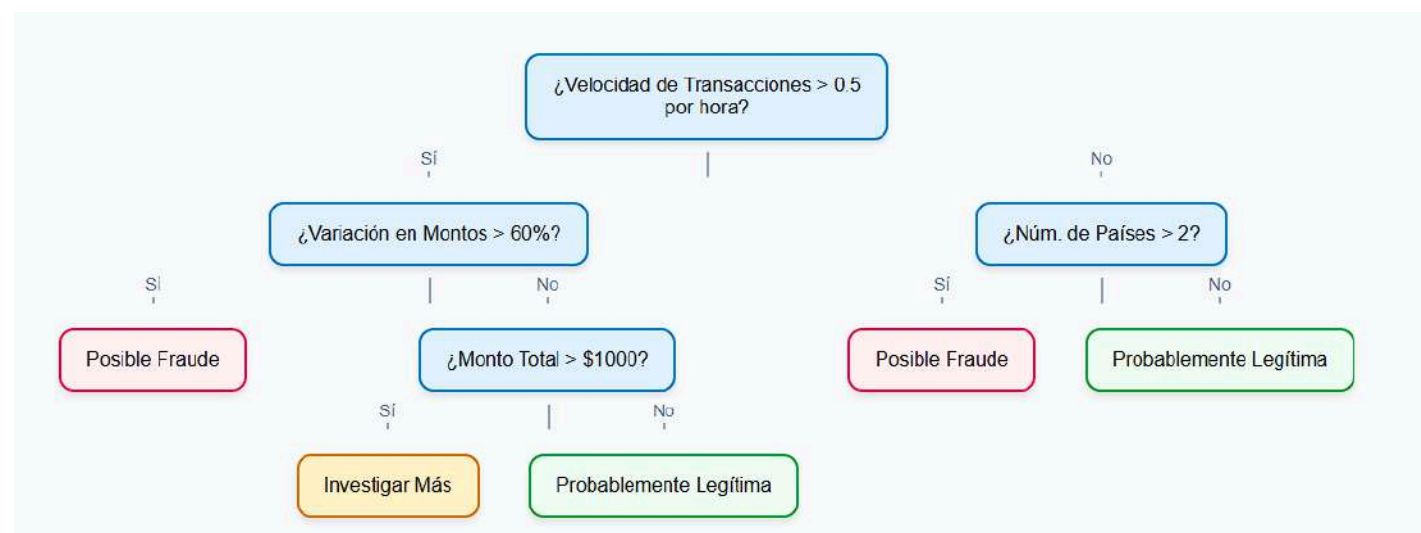 ¿Velocidad de Transacciones > 0.5
por hora?
Sí
No
¿Variación en Montos > 60%?
¿Núm. de Países > 2?
Sí
No
Sí
No
Posible Fraude
¿Monto Total > $1000?
Posible Fraude
Probablemente Legítima
Sí
No
Investigar Más
Probablemente Legítima